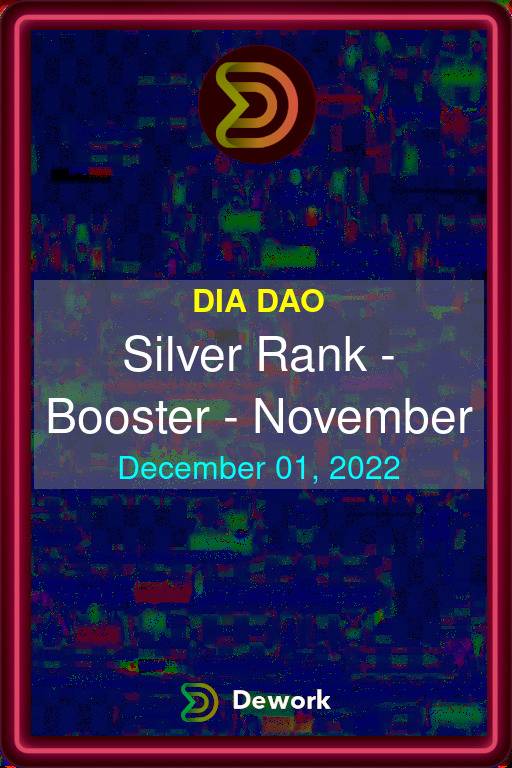 DIA DAO
Silver Rank -
Booster - November
December 01, 2022
Dework